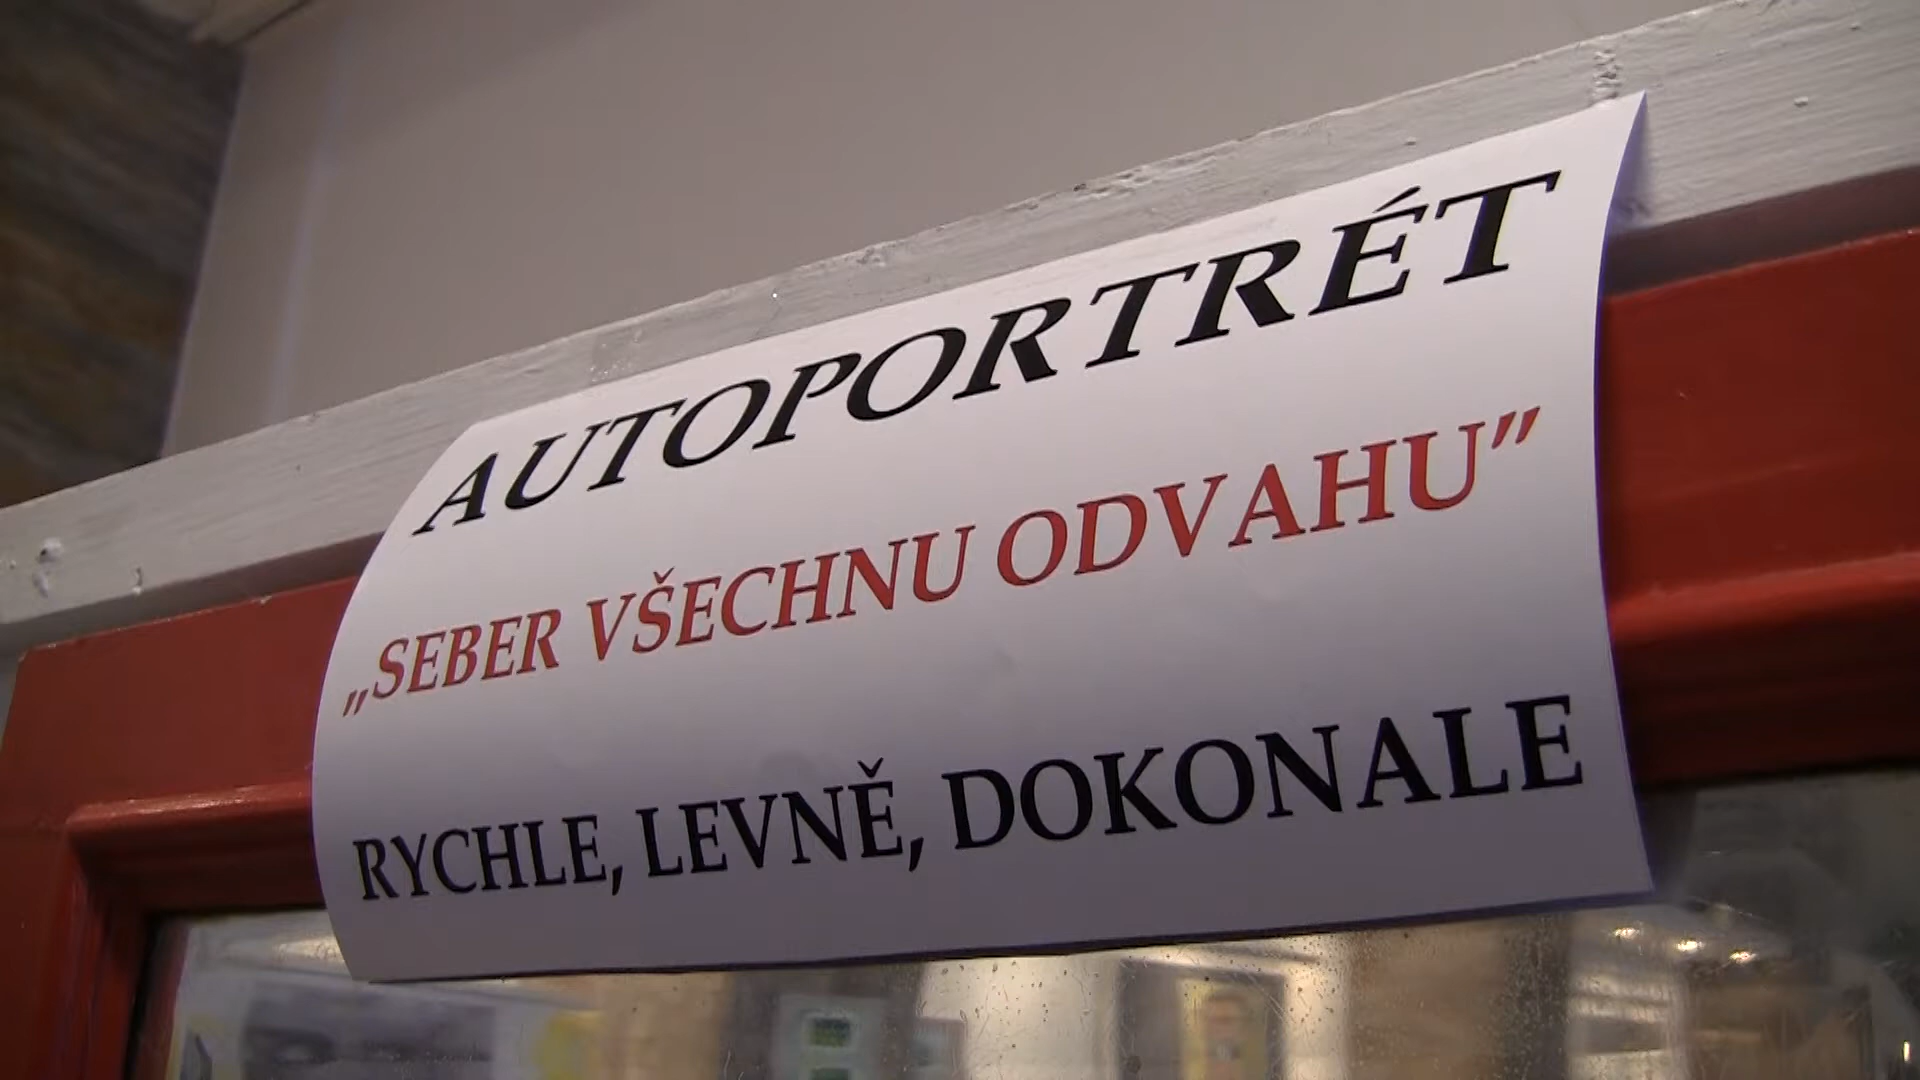 AUTOPORTRÉT
„SEBER VŠECHNU ODVAHU”
RYCHLE, LEVNĚ, DOKONALE